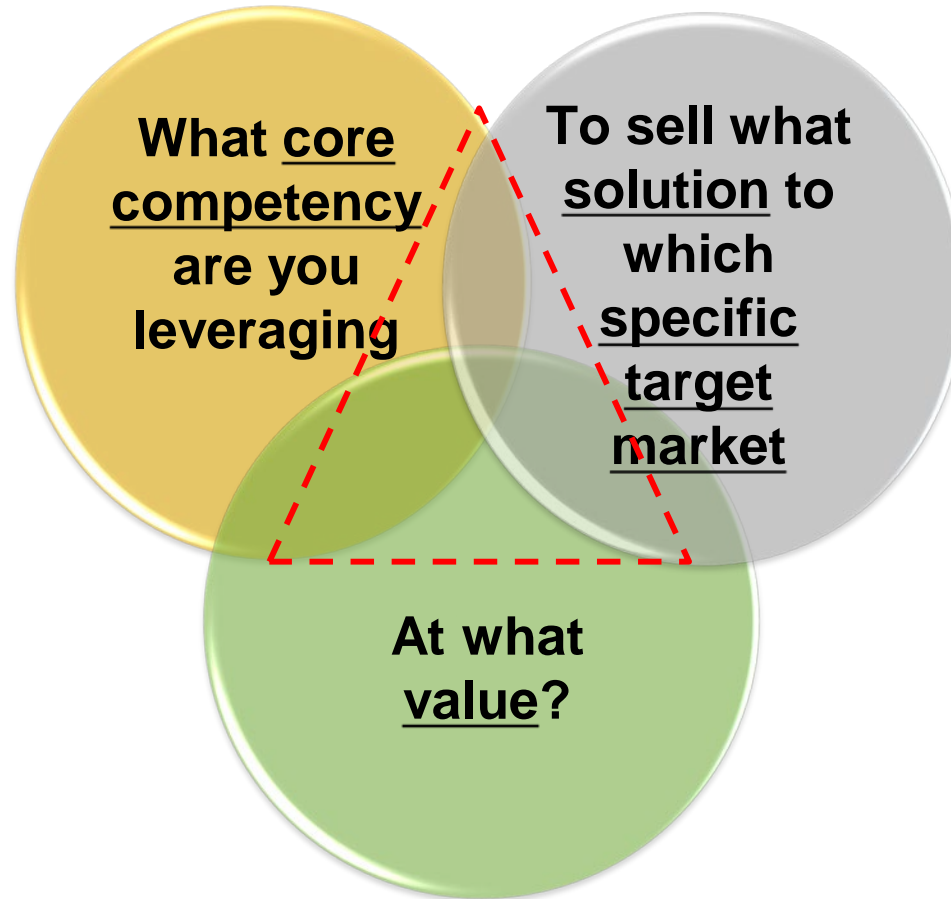 What core
competency
are you
leveraging
To sell what
solution to
which
specific
target
market
At what
value?